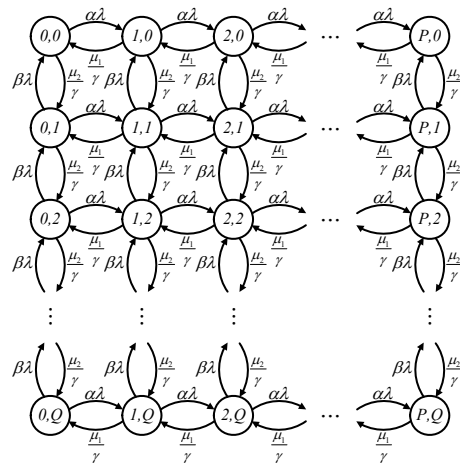 αλ αλ αλ αλ
0,0 1,0 2,0 ... P,0
μ₁/γ μ₁/γ μ₁/γ μ₁/γ
βλ μ₂/γ βλ μ₂/γ βλ μ₂/γ βλ μ₂/γ
αλ αλ αλ αλ
0,1 1,1 2,1 ... P,1
μ₁/γ μ₁/γ μ₁/γ μ₁/γ
βλ μ₂/γ βλ μ₂/γ βλ μ₂/γ βλ μ₂/γ
αλ αλ αλ αλ
0,2 1,2 2,2 ... P,2
μ₁/γ μ₁/γ μ₁/γ μ₁/γ
βλ μ₂/γ βλ μ₂/γ βλ μ₂/γ βλ μ₂/γ
⋮ ⋮ ⋮ ⋮
βλ μ₂/γ βλ μ₂/γ βλ μ₂/γ βλ μ₂/γ
αλ αλ αλ αλ
0,Q 1,Q 2,Q ... P,Q
μ₁/γ μ₁/γ μ₁/γ μ₁/γ